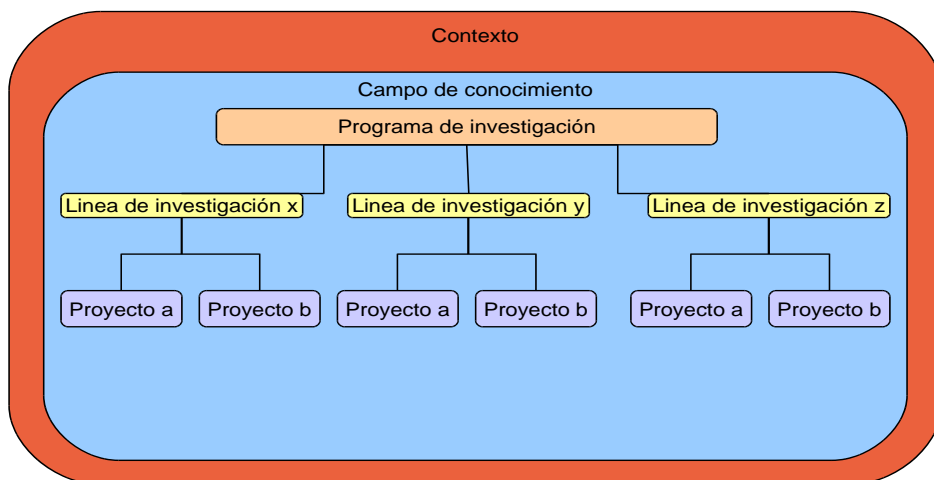 Contexto
Campo de conocimiento
Programa de investigación
Linea de investigación x
Linea de investigación y
Linea de investigación z
Proyecto a
Proyecto b
Proyecto a
Proyecto b
Proyecto a
Proyecto b